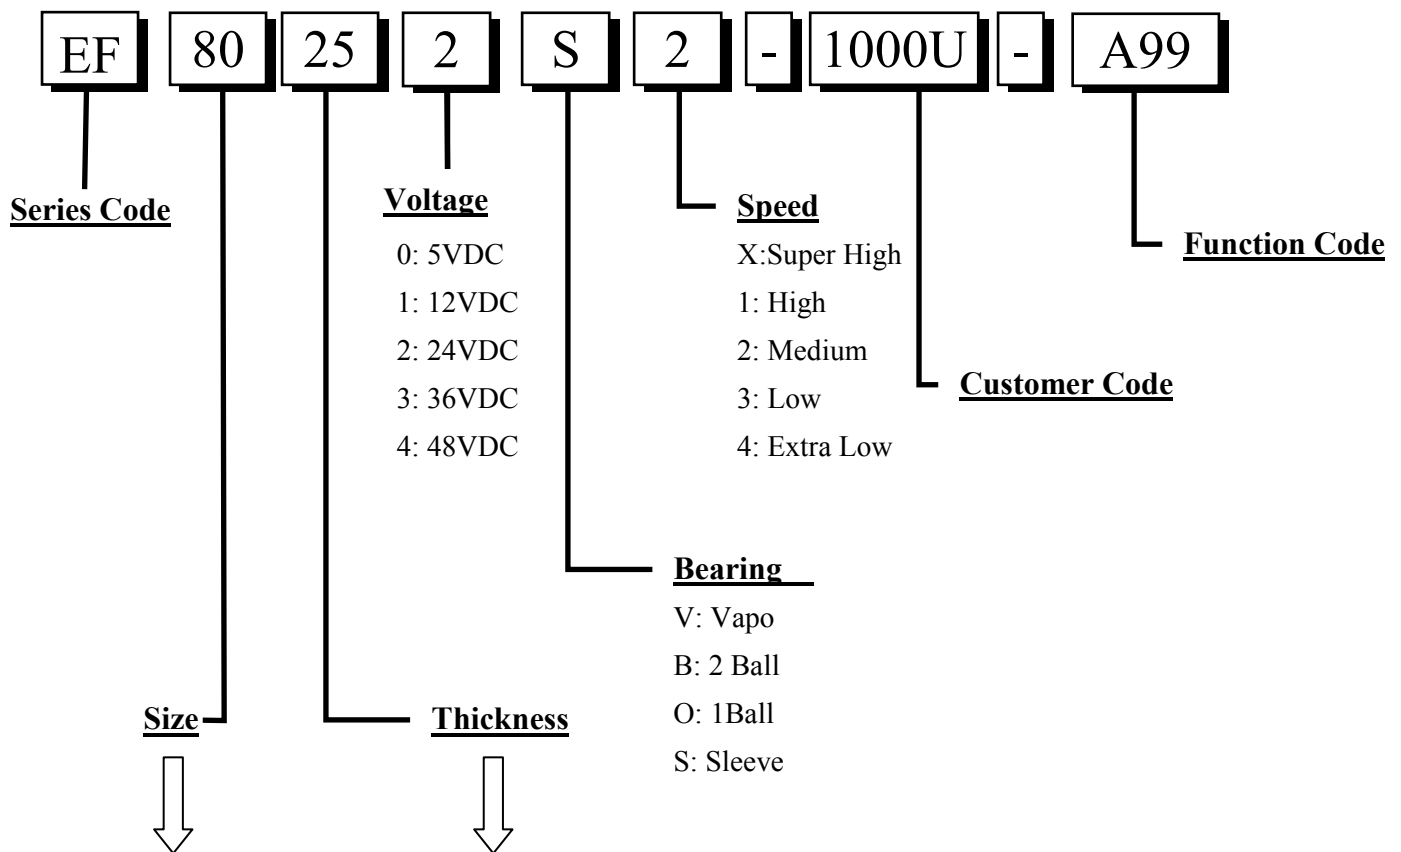 EF 80 25 2 S 2 - 1000U - A99
Series Code
Voltage
0: 5VDC
1: 12VDC
2: 24VDC
3: 36VDC
4: 48VDC
Speed
X:Super High
1: High
2: Medium
3: Low
4: Extra Low
Function Code
Customer Code
Bearing
V: Vapo
B: 2 Ball
O: 1Ball
S: Sleeve
Size
Thickness